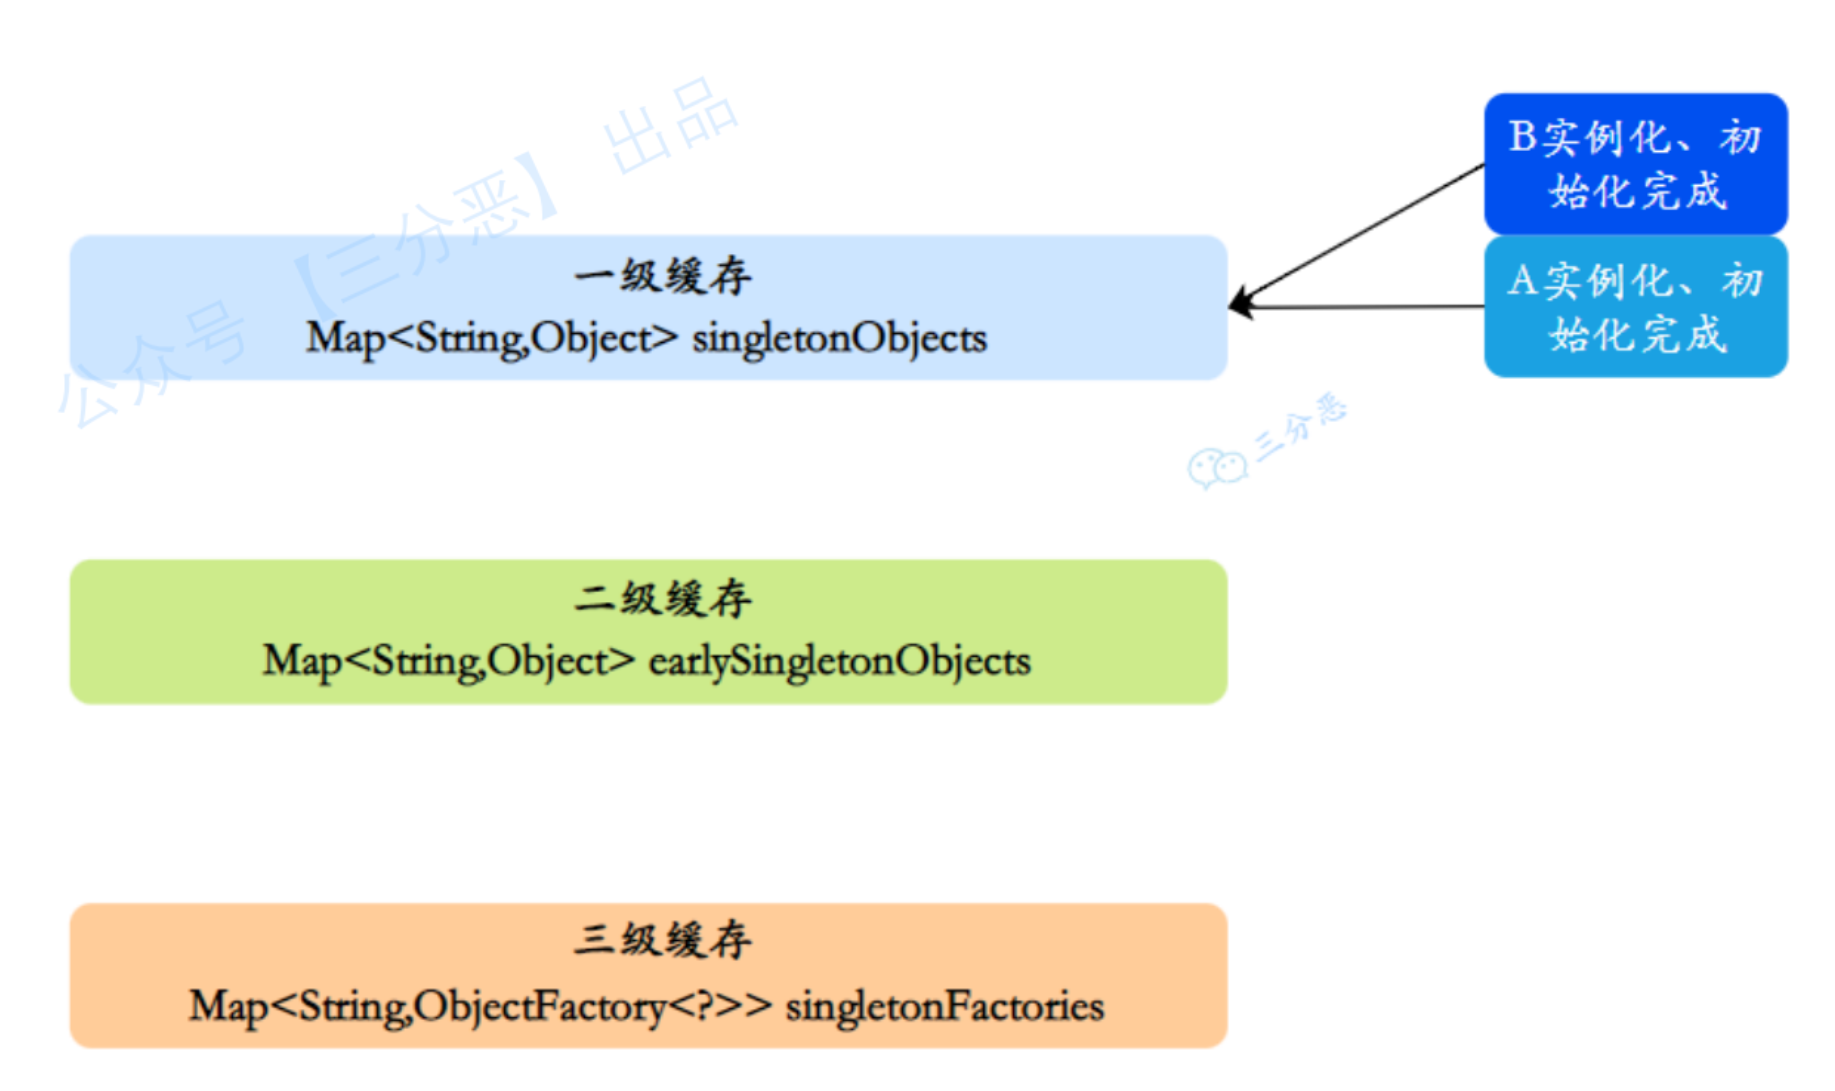 公众号【三分恶】出品
B实例化、初
始化完成
A实例化、初
始化完成
一级缓存
Map<String,Object> singletonObjects
三分恶
二级缓存
Map<String,Object> earlySingletonObjects
三级缓存
Map<String,ObjectFactory<?>> singletonFactories